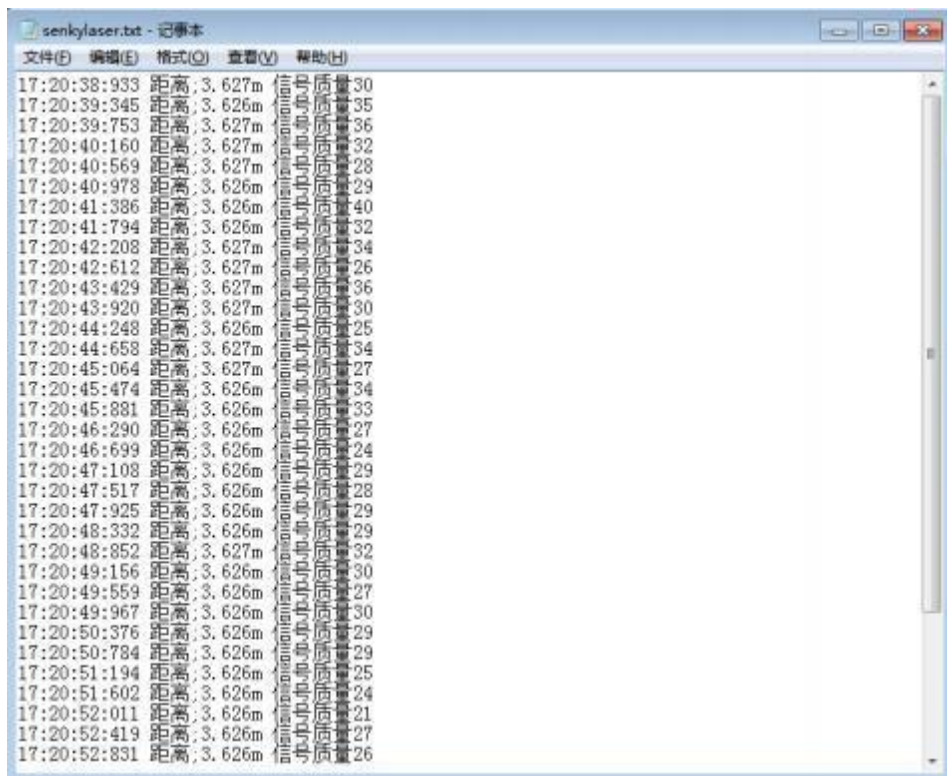 senkylaser.txt - 记事本
文件(F) 编辑(E) 格式(O) 查看(V) 帮助(H)
17:20:38:933 距离;3.627m 信号质量30
17:20:39:345 距离;3.626m 信号质量35
17:20:39:753 距离;3.627m 信号质量36
17:20:40:160 距离;3.627m 信号质量32
17:20:40:569 距离;3.627m 信号质量28
17:20:40:978 距离;3.626m 信号质量29
17:20:41:386 距离;3.626m 信号质量40
17:20:41:794 距离;3.626m 信号质量32
17:20:42:208 距离;3.627m 信号质量34
17:20:42:612 距离;3.627m 信号质量26
17:20:43:429 距离;3.627m 信号质量36
17:20:43:920 距离;3.627m 信号质量30
17:20:44:248 距离;3.626m 信号质量25
17:20:44:658 距离;3.627m 信号质量34
17:20:45:064 距离;3.627m 信号质量27
17:20:45:474 距离;3.626m 信号质量34
17:20:45:881 距离;3.626m 信号质量33
17:20:46:290 距离;3.626m 信号质量27
17:20:46:699 距离;3.626m 信号质量24
17:20:47:108 距离;3.626m 信号质量29
17:20:47:517 距离;3.626m 信号质量28
17:20:47:925 距离;3.626m 信号质量29
17:20:48:332 距离;3.626m 信号质量29
17:20:48:852 距离;3.627m 信号质量32
17:20:49:156 距离;3.626m 信号质量30
17:20:49:559 距离;3.626m 信号质量27
17:20:49:967 距离;3.626m 信号质量30
17:20:50:376 距离;3.626m 信号质量29
17:20:50:784 距离;3.626m 信号质量29
17:20:51:194 距离;3.626m 信号质量25
17:20:51:602 距离;3.626m 信号质量24
17:20:52:011 距离;3.626m 信号质量21
17:20:52:419 距离;3.626m 信号质量27
17:20:52:831 距离;3.626m 信号质量26